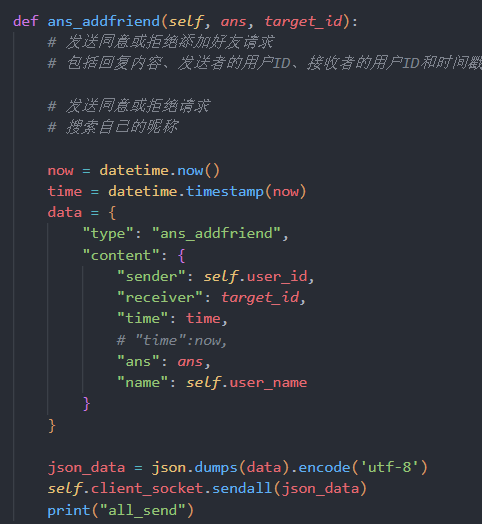 def ans_addfriend(self, ans, target_id):
# 发送同意或拒绝添加好友请求
# 包括回复内容、发送者的用户ID、接收者的用户ID和时间戳
# 发送同意或拒绝请求
# 搜索自己的昵称
now = datetime.now()
time = datetime.timestamp(now)
data = {
"type": "ans_addfriend",
"content": {
"sender": self.user_id,
"receiver": target_id,
"time": time,
# "time":now,
"ans": ans,
"name": self.user_name
}
}
json_data = json.dumps(data).encode('utf-8')
self.client_socket.sendall(json_data)
print("all_send")